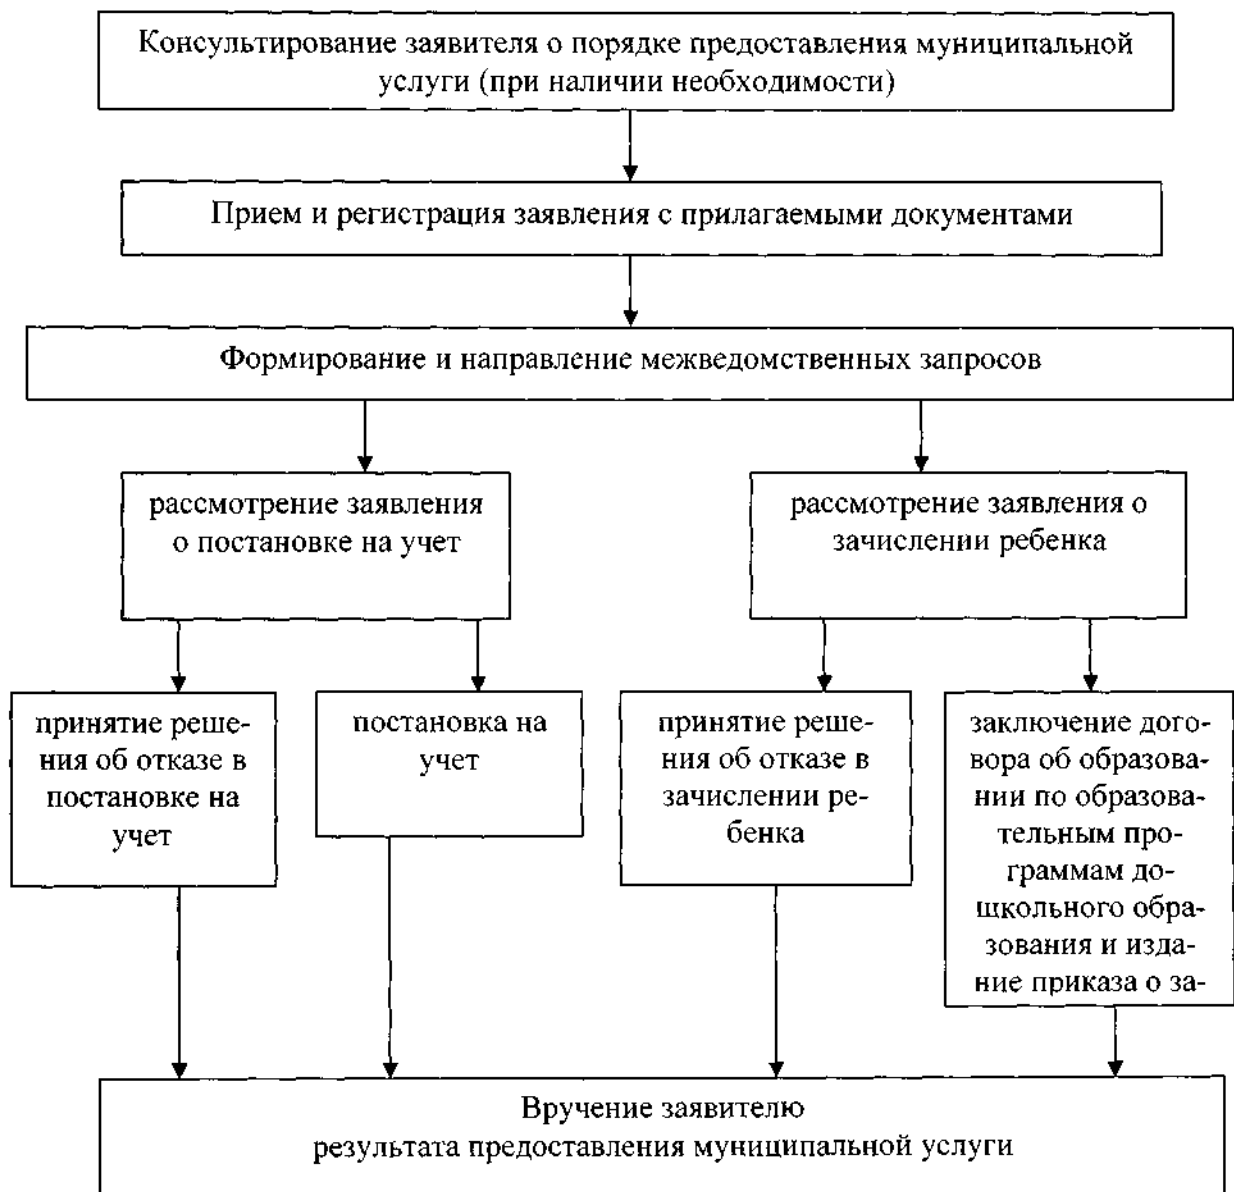 Консультирование заявителя о порядке предоставления муниципальной
услуги (при наличии необходимости)
Прием и регистрация заявления с прилагаемыми документами
Формирование и направление межведомственных запросов
рассмотрение заявления
о постановке на учет
рассмотрение заявления о
зачислении ребенка
принятие реше-
ния об отказе в
постановке на
учет
постановка на
учет
принятие реше-
ния об отказе в
зачислении ре-
бенка
заключение дого-
вора об образова-
нии по образова-
тельным про-
граммам до-
школьного обра-
зования и изда-
ние приказа о за-
Вручение заявителю
результата предоставления муниципальной услуги